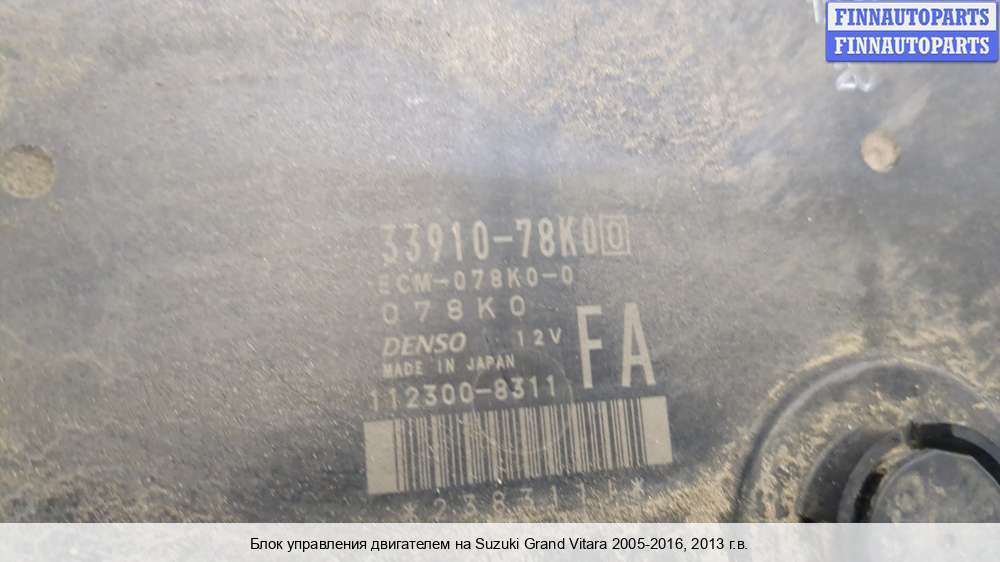 FINNAUTOPARTS
FINNAUTOPARTS
33910-78K00
ECM-078K0-0
078K0
DENSO 12V FA
MADE IN JAPAN
112300-8311
Блок управления двигателем на Suzuki Grand Vitara 2005-2016, 2013 г.в.